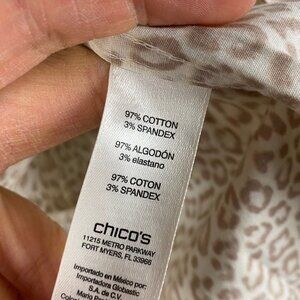 97% COTTON
3% SPANDEX
97% ALGODÓN
3% elastano
97% COTON
3% SPANDEX
chico's
11215 METRO PARKWAY
FORT MYERS, FL 33966
Importado en México por:
Importadora Globastic
S.A. de C.V.
Mario